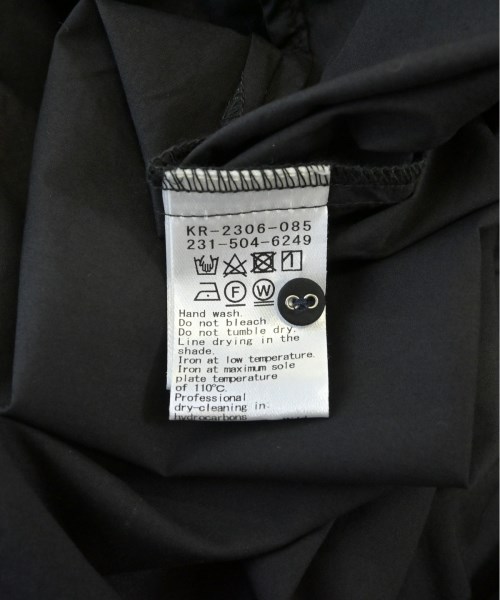 KR-2306-085
231-504-6249
F W
Hand wash.
Do not bleach.
Do not tumble dry.
Line drying in the
shade.
Iron at low temperature.
Iron at maximum sole
plate temperature
of 110℃.
Professional
dry-cleaning in
hydrocarbons